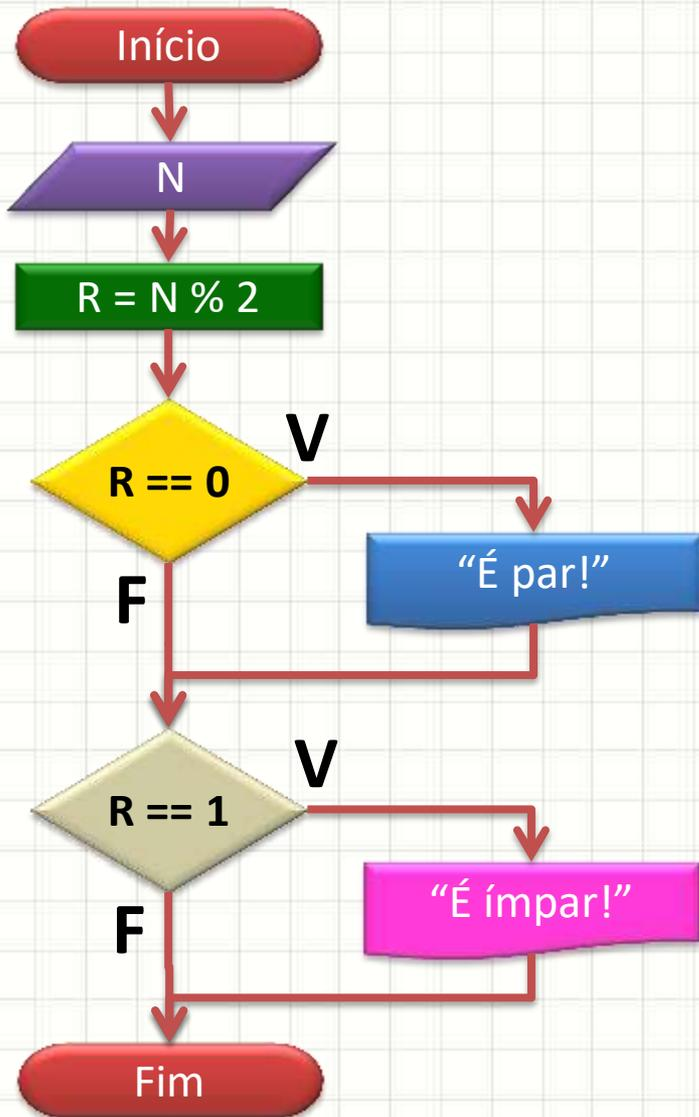 Início
N
R = N % 2
R == 0
V
“É par!”
F
R == 1
V
“É ímpar!”
F
Fim